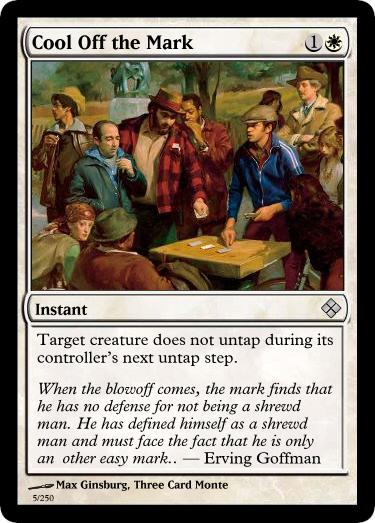 Cool Off the Mark 1
Instant
Target creature does not untap during its
controller's next untap step.
When the blowoff comes, the mark finds that
he has no defense for not being a shrewd
man. He has defined himself as a shrewd
man and must face the fact that he is only
an other easy mark.. — Erving Goffman
Max Ginsburg, Three Card Monte
5/250